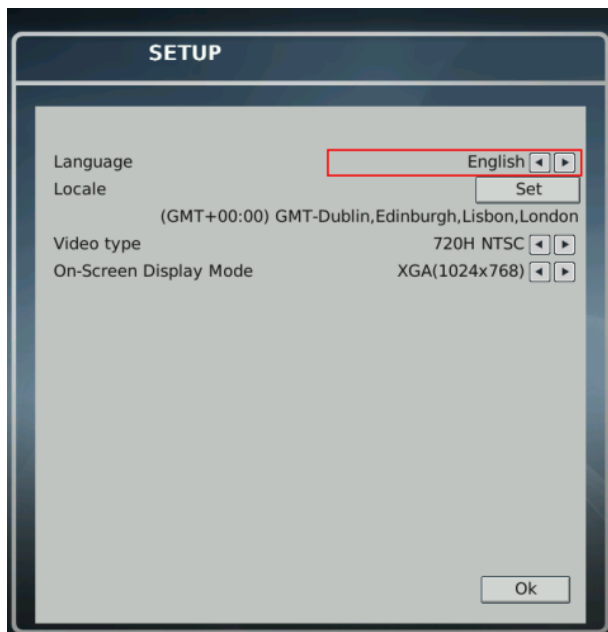 SETUP
Language English
Locale Set
(GMT+00:00) GMT-Dublin,Edinburgh,Lisbon,London
Video type 720H NTSC
On-Screen Display Mode XGA(1024x768)
Ok